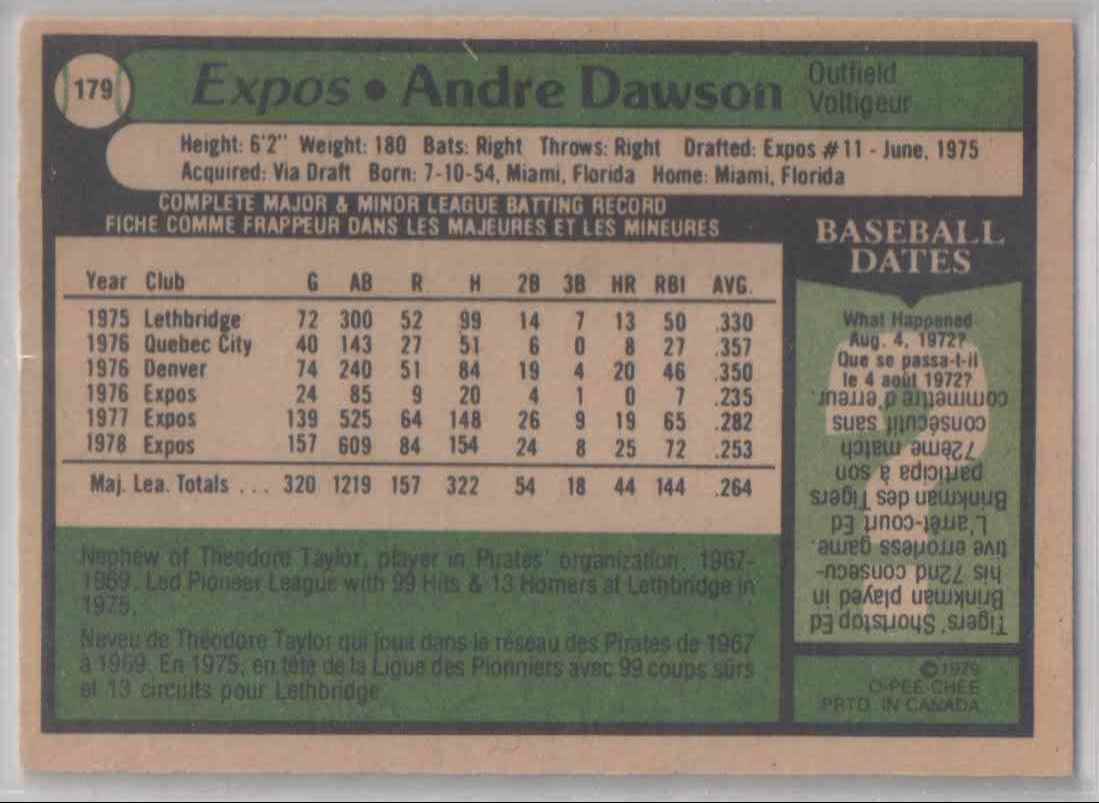 179
Expos • Andre Dawson
Outfield
Voltigeur
Height: 6'2" Weight: 180 Bats: Right Throws: Right Drafted: Expos #11 - June, 1975
Acquired: Via Draft Born: 7-10-54, Miami, Florida Home: Miami, Florida
COMPLETE MAJOR & MINOR LEAGUE BATTING RECORD
FICHE COMME FRAPPEUR DANS LES MAJEURES ET LES MINEURES
Year Club G AB R H 2B 3B HR RBI AVG.
1975 Lethbridge 72 300 52 99 14 7 13 50 .330
1976 Quebec City 40 143 27 51 6 0 8 27 .357
1976 Denver 74 240 51 84 19 4 20 46 .350
1976 Expos 24 85 9 20 4 1 0 7 .235
1977 Expos 139 525 64 148 26 9 19 65 .282
1978 Expos 157 609 84 154 24 8 25 72 .253
Maj. Lea. Totals ... 320 1219 157 322 54 18 44 144 .264
Nephew of Theodore Taylor, player in Pirates' organization, 1967-
1969. Led Pioneer League with 99 Hits & 13 Homers at Lethbridge in
1975.
Neveu de Théodore Taylor qui joua dans le réseau des Pirates de 1967
à 1969. En 1975, en tête de la Ligue des Pionniers avec 99 coups sûrs
et 13 circuits pour Lethbridge
BASEBALL
DATES
What Happened
Aug. 4, 1972?
Que se passa-t-il
le 4 août 1972?
Tigers' Shortstop Ed
Brinkman played in
his 72nd consecu-
tive errorless game.
L'arrêt-court Ed
Brinkman des Tigers
participa à son
72ème match
consécutif sans
commettre d'erreur.
©1979
O-PEE-CHEE
PRTD. IN CANADA